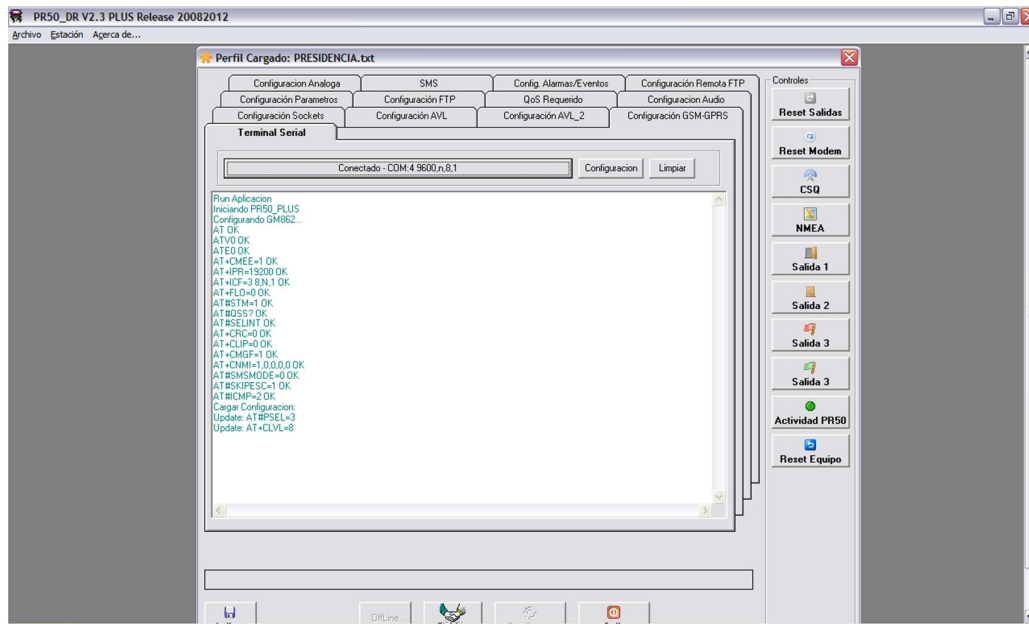 PR50_DR V2.3 PLUS Release 20082012
Archivo Estación Agerca de...
Perfil Cargado: PRESIDENCIA.txt
Configuracion Analoga SMS Config. Alarmas/Eventos Configuración Remota FTP
Configuración Parametros Configuración FTP QoS Requerido Configuracion Audio
Configuración Sockets Configuración AVL Configuración AVL_2 Configuración GSM-GPRS
Terminal Serial
Conectado - COM:4 9600,n,8,1 Configuracion Limpiar
Run Aplicacion
Iniciando PR50_PLUS
Configurando GM862...
AT OK
ATV0 OK
ATE0 OK
AT+CMEE=1 OK
AT+IPR=19200 OK
AT+ICF=3 8,N,1 OK
AT+FLO=0 OK
AT#STM=1 OK
AT#QSS? OK
AT#SELINT OK
AT+CRC=0 OK
AT+CLIP=0 OK
AT+CMGF=1 OK
AT+CNMI=1,0,0,0,0 OK
AT#SMSMODE=0 OK
AT#SKIPESC=1 OK
AT#ICMP=2 OK
Cargar Configuracion:
Update: AT#PSEL=3
Update: AT+CLVL=8
OffLine
Controles
Reset Salidas
Reset Modem
CSQ
NMEA
Salida 1
Salida 2
Salida 3
Salida 3
Actividad PR50
Reset Equipo